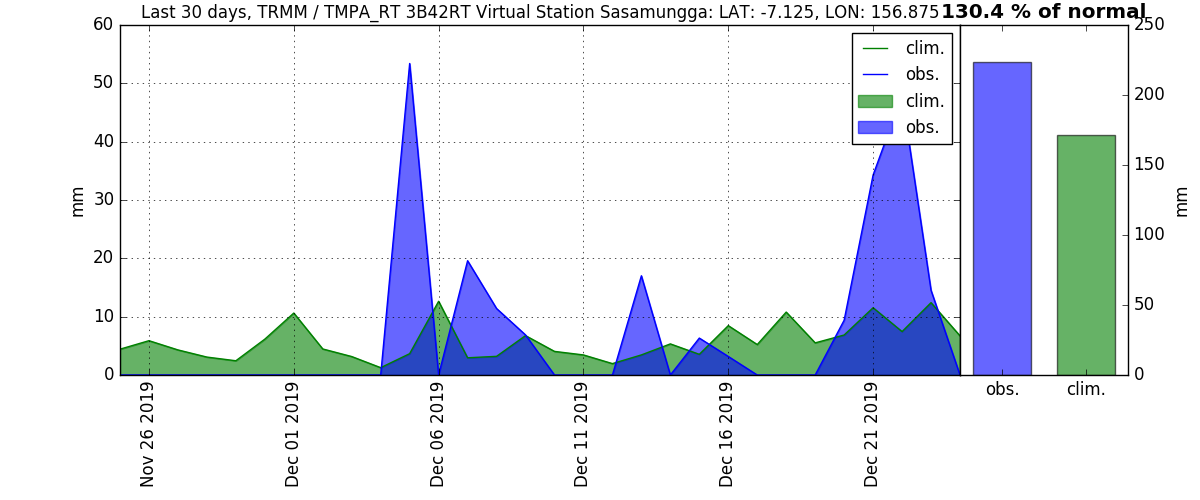 Last 30 days, TRMM / TMPA_RT 3B42RT Virtual Station Sasamungga: LAT: -7.125, LON: 156.875 130.4 % of normal
60
50
40
30
20
10
0
mm
clim.
obs.
clim.
obs.
250
200
150
100
50
0
mm
obs.
clim.
Nov 26 2019
Dec 01 2019
Dec 06 2019
Dec 11 2019
Dec 16 2019
Dec 21 2019